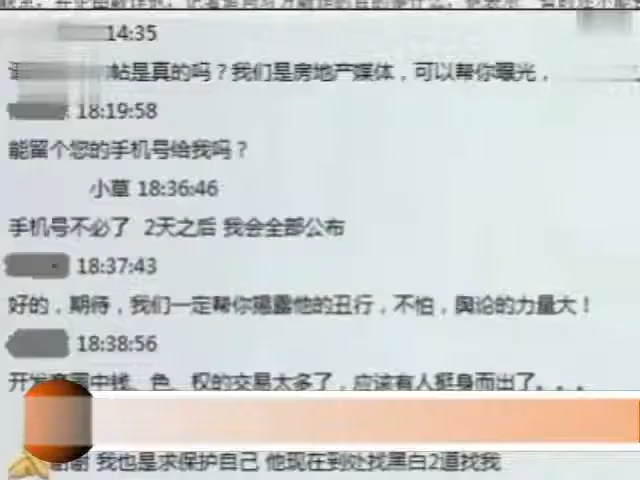 14:35
帖是真的吗？我们是房地产媒体，可以帮你曝光，
18:19:58
能留个您的手机号给我吗？
小草 18:36:46
手机号不必了 2天之后 我会全部公布
18:37:43
好的，期待，我们一定帮你揭露他的丑行，不怕，舆论的力量大！
18:38:56
开发商圈中钱、色、权的交易太多了，应该有人挺身而出了。。。
谢谢 我也是求保护自己 他现在到处找黑白2道找我